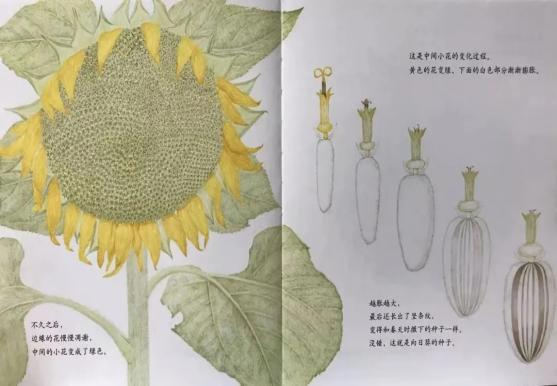 不久之后，
边缘的花慢慢凋谢，
中间的小花变成了绿色。
这是中间小花的变化过程。
黄色的花变绿，下面的白色部分渐渐膨胀。
越胀越大，
最后还长出了竖条纹，
变得和春天时撒下的种子一样。
没错，这就是向日葵的种子。